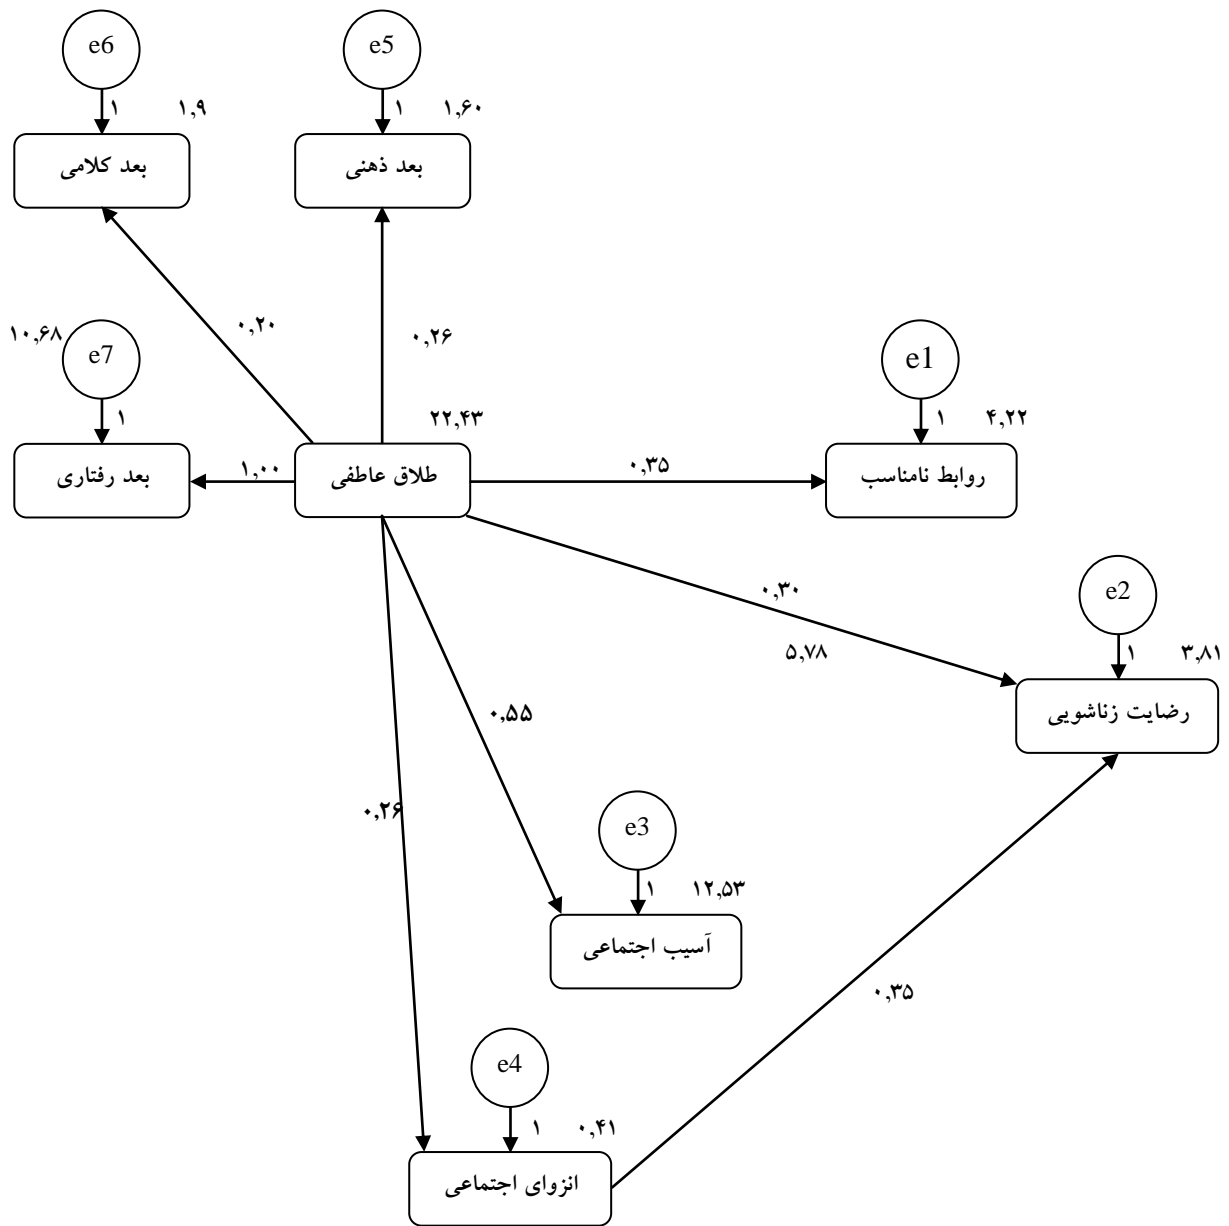 e6
e5
۱
۱,۹
۱
۱,۶۰
بعد کلامی
بعد ذهنی
۰,۲۰
۰,۲۶
۱۰,۶۸
e7
e1
۱
۲۲,۴۳
۱
۴,۲۲
بعد رفتاری
۱,۰۰
طلاق عاطفی
۰,۳۵
روابط نامناسب
۰,۳۰
e2
۵,۷۸
۱
۳,۸۱
رضایت زناشویی
۰,۵۵
۰,۲۶
e3
۱
۱۲,۵۳
آسیب اجتماعی
۰,۳۵
e4
۱
۰,۴۱
انزوای اجتماعی